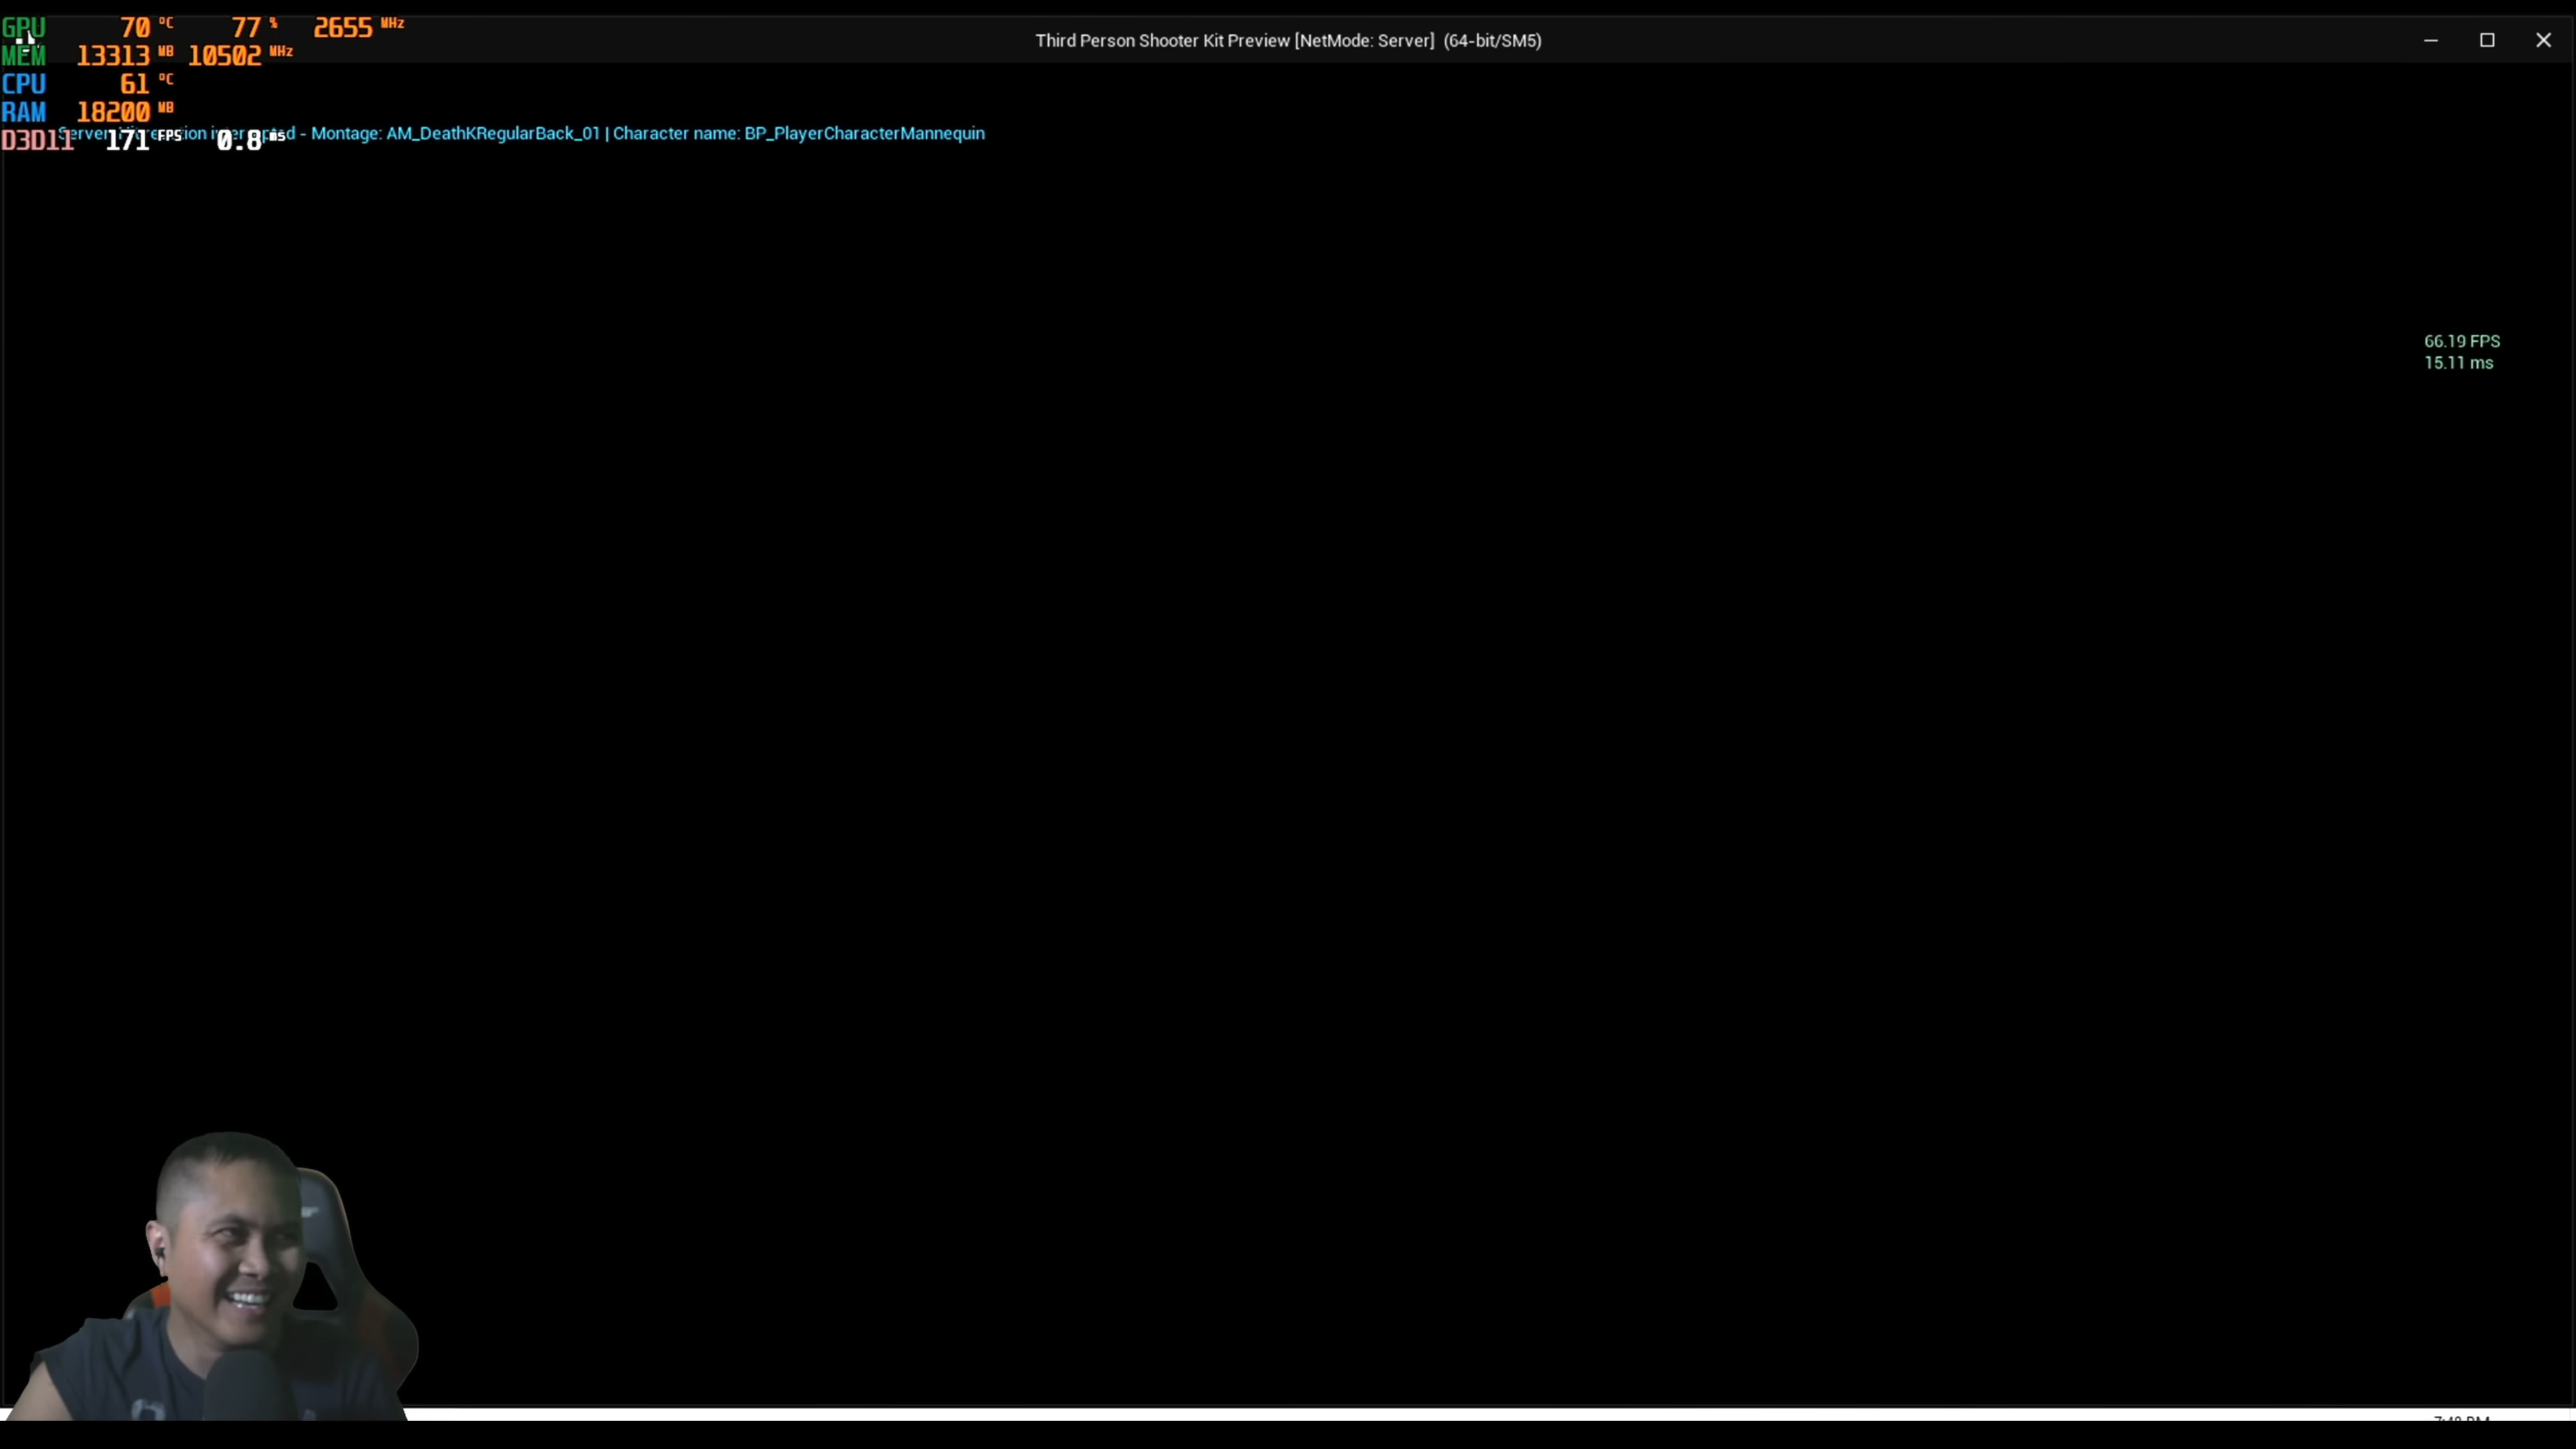 GPU 70 °C 77 % 2655 MHz
Third Person Shooter Kit Preview [NetMode: Server] (64-bit/SM5)
MEM 13313 MB 10502 MHz
CPU 61 °C
RAM 18200 MB
Server - Montage: AM_DeathKRegularBack_01 | Character name: BP_PlayerCharacterMannequin
D3D11 171 FPS 0.8 ms
66.19 FPS
15.11 ms